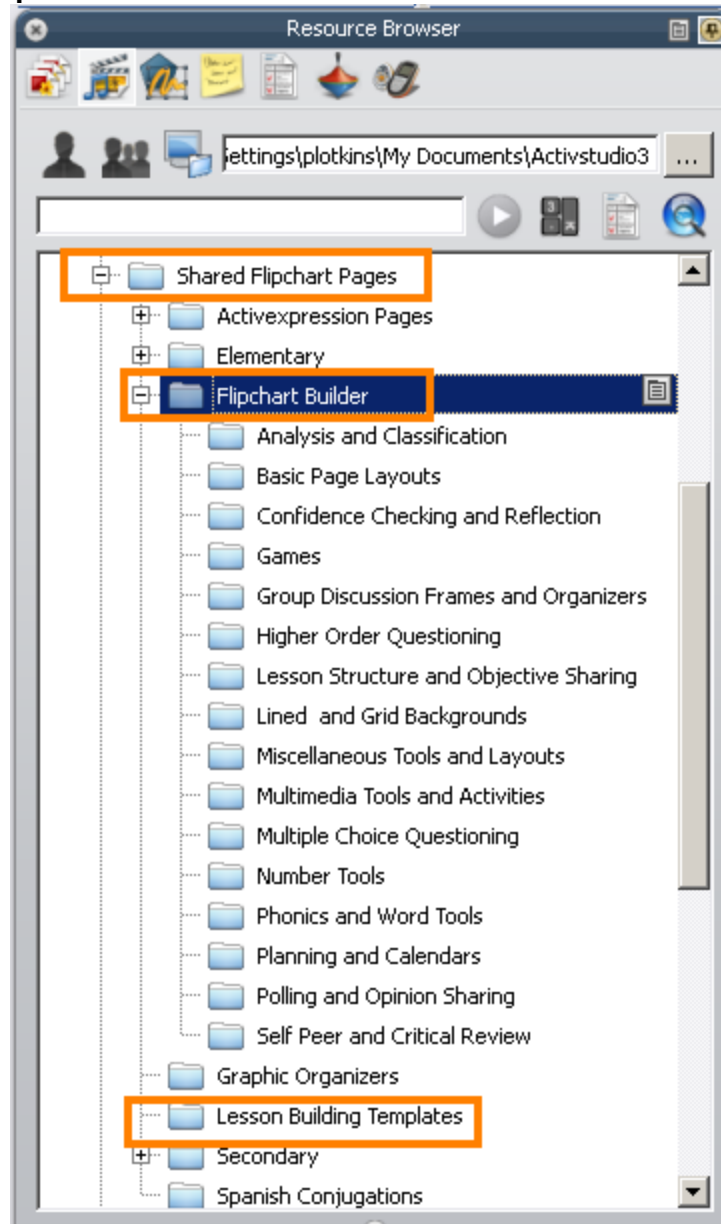 Resource Browser
ettings\plotkins\My Documents\Activstudio3 ...
Shared Flipchart Pages
Activexpression Pages
Elementary
Flipchart Builder
Analysis and Classification
Basic Page Layouts
Confidence Checking and Reflection
Games
Group Discussion Frames and Organizers
Higher Order Questioning
Lesson Structure and Objective Sharing
Lined and Grid Backgrounds
Miscellaneous Tools and Layouts
Multimedia Tools and Activities
Multiple Choice Questioning
Number Tools
Phonics and Word Tools
Planning and Calendars
Polling and Opinion Sharing
Self Peer and Critical Review
Graphic Organizers
Lesson Building Templates
Secondary
Spanish Conjugations